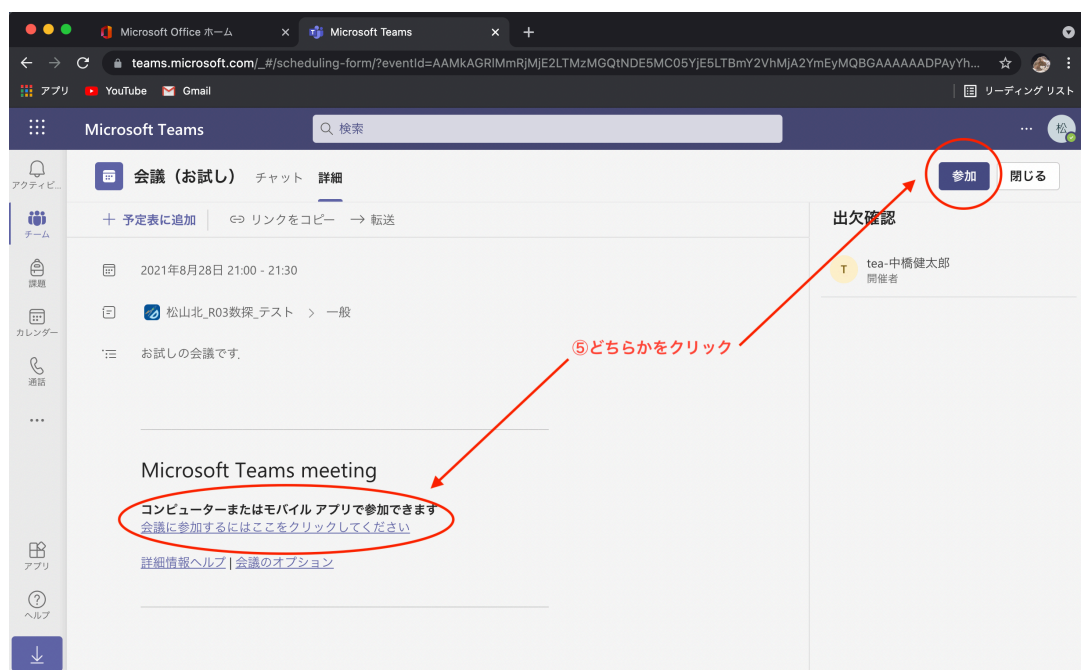 Microsoft Office ホーム
Microsoft Teams
teams.microsoft.com/_#/scheduling-form/?eventId=AAMkAGRlMmRjMjE2LTMzMGQtNDE5MC05YjE5LTBmY2VhMjA2YmEyMQBGAAAAAADPAyYh...
アプリ
YouTube
Gmail
リーディングリスト
Microsoft Teams
検索
松
アクティビ...
チーム
課題
カレンダー
通話
アプリ
ヘルプ
会議（お試し） チャット 詳細
参加 閉じる
+ 予定表に追加 リンクをコピー → 転送
2021年8月28日 21:00 - 21:30
松山北_R03数探_テスト > 一般
お試しの会議です.
⑤どちらかをクリック
Microsoft Teams meeting
コンピューターまたはモバイル アプリで参加できます
会議に参加するにはここをクリックしてください
詳細情報ヘルプ | 会議のオプション
出欠確認
T
tea-中橋健太郎
開催者